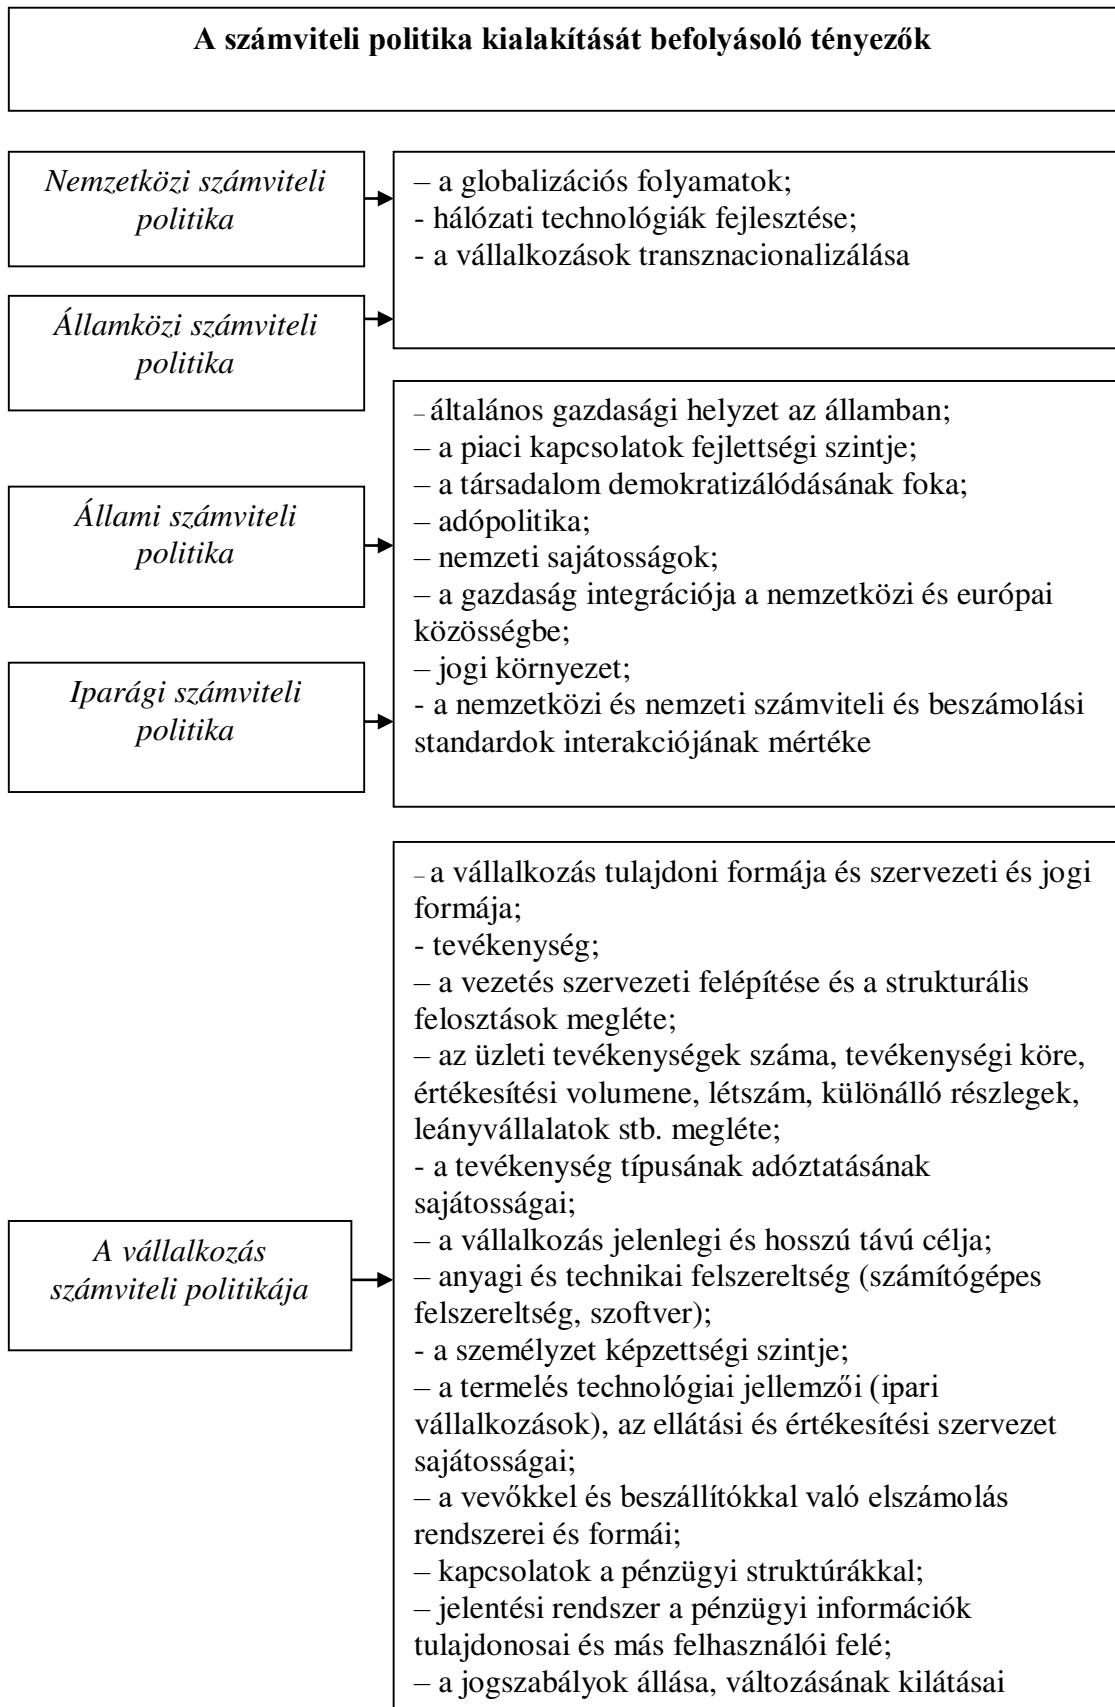 A számviteli politika kialakítását befolyásoló tényezők
Nemzetközi számviteli
politika
– a globalizációs folyamatok;
- hálózati technológiák fejlesztése;
- a vállalkozások transznacionalizálása
Államközi számviteli
politika
Állami számviteli
politika
Iparági számviteli
politika
– általános gazdasági helyzet az államban;
– a piaci kapcsolatok fejlettségi szintje;
– a társadalom demokratizálódásának foka;
– adópolitika;
– nemzeti sajátosságok;
– a gazdaság integrációja a nemzetközi és európai
közösségbe;
– jogi környezet;
- a nemzetközi és nemzeti számviteli és beszámolási
standardok interakciójának mértéke
A vállalkozás
számviteli politikája
– a vállalkozás tulajdoni formája és szervezeti és jogi
formája;
- tevékenység;
– a vezetés szervezeti felépítése és a strukturális
felosztások megléte;
– az üzleti tevékenységek száma, tevékenységi köre,
értékesítési volumene, létszám, különálló részlegek,
leányvállalatok stb. megléte;
- a tevékenység típusának adóztatásának
sajátosságai;
– a vállalkozás jelenlegi és hosszú távú célja;
– anyagi és technikai felszereltség (számítógépes
felszereltség, szoftver);
- a személyzet képzettségi szintje;
– a termelés technológiai jellemzői (ipari
vállalkozások), az ellátási és értékesítési szervezet
sajátosságai;
– a vevőkkel és beszállítókkal való elszámolás
rendszerei és formái;
– kapcsolatok a pénzügyi struktúrákkal;
– jelentési rendszer a pénzügyi információk
tulajdonosai és más felhasználói felé;
– a jogszabályok állása, változásának kilátásai